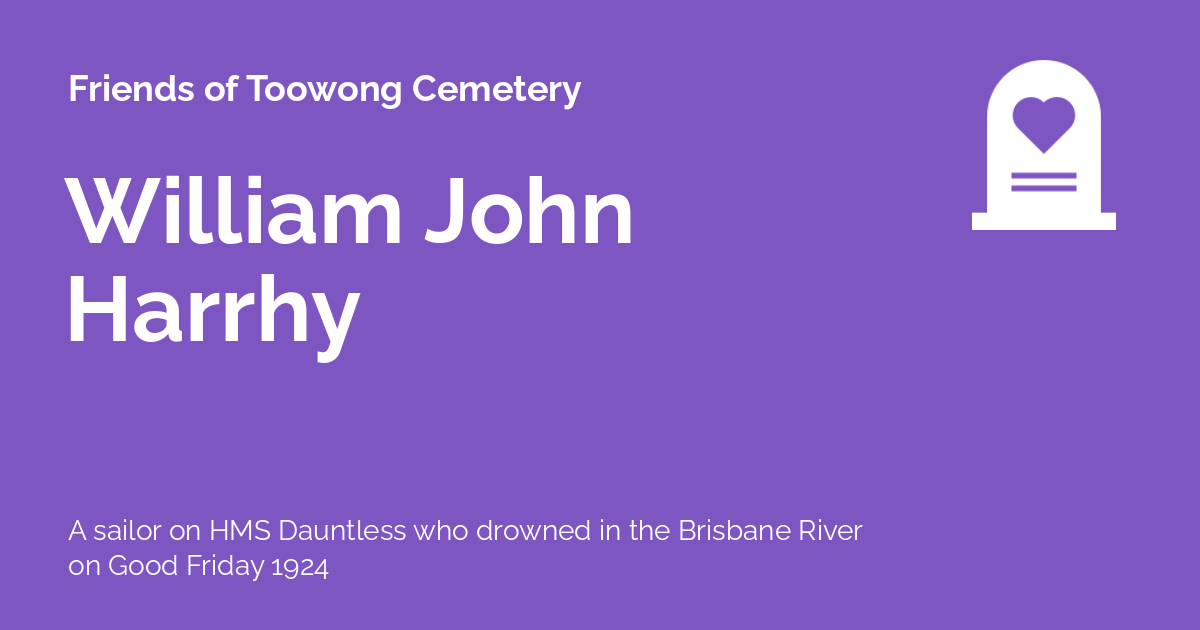 Friends of Toowong Cemetery
William John
Harrhy
A sailor on HMS Dauntless who drowned in the Brisbane River
on Good Friday 1924